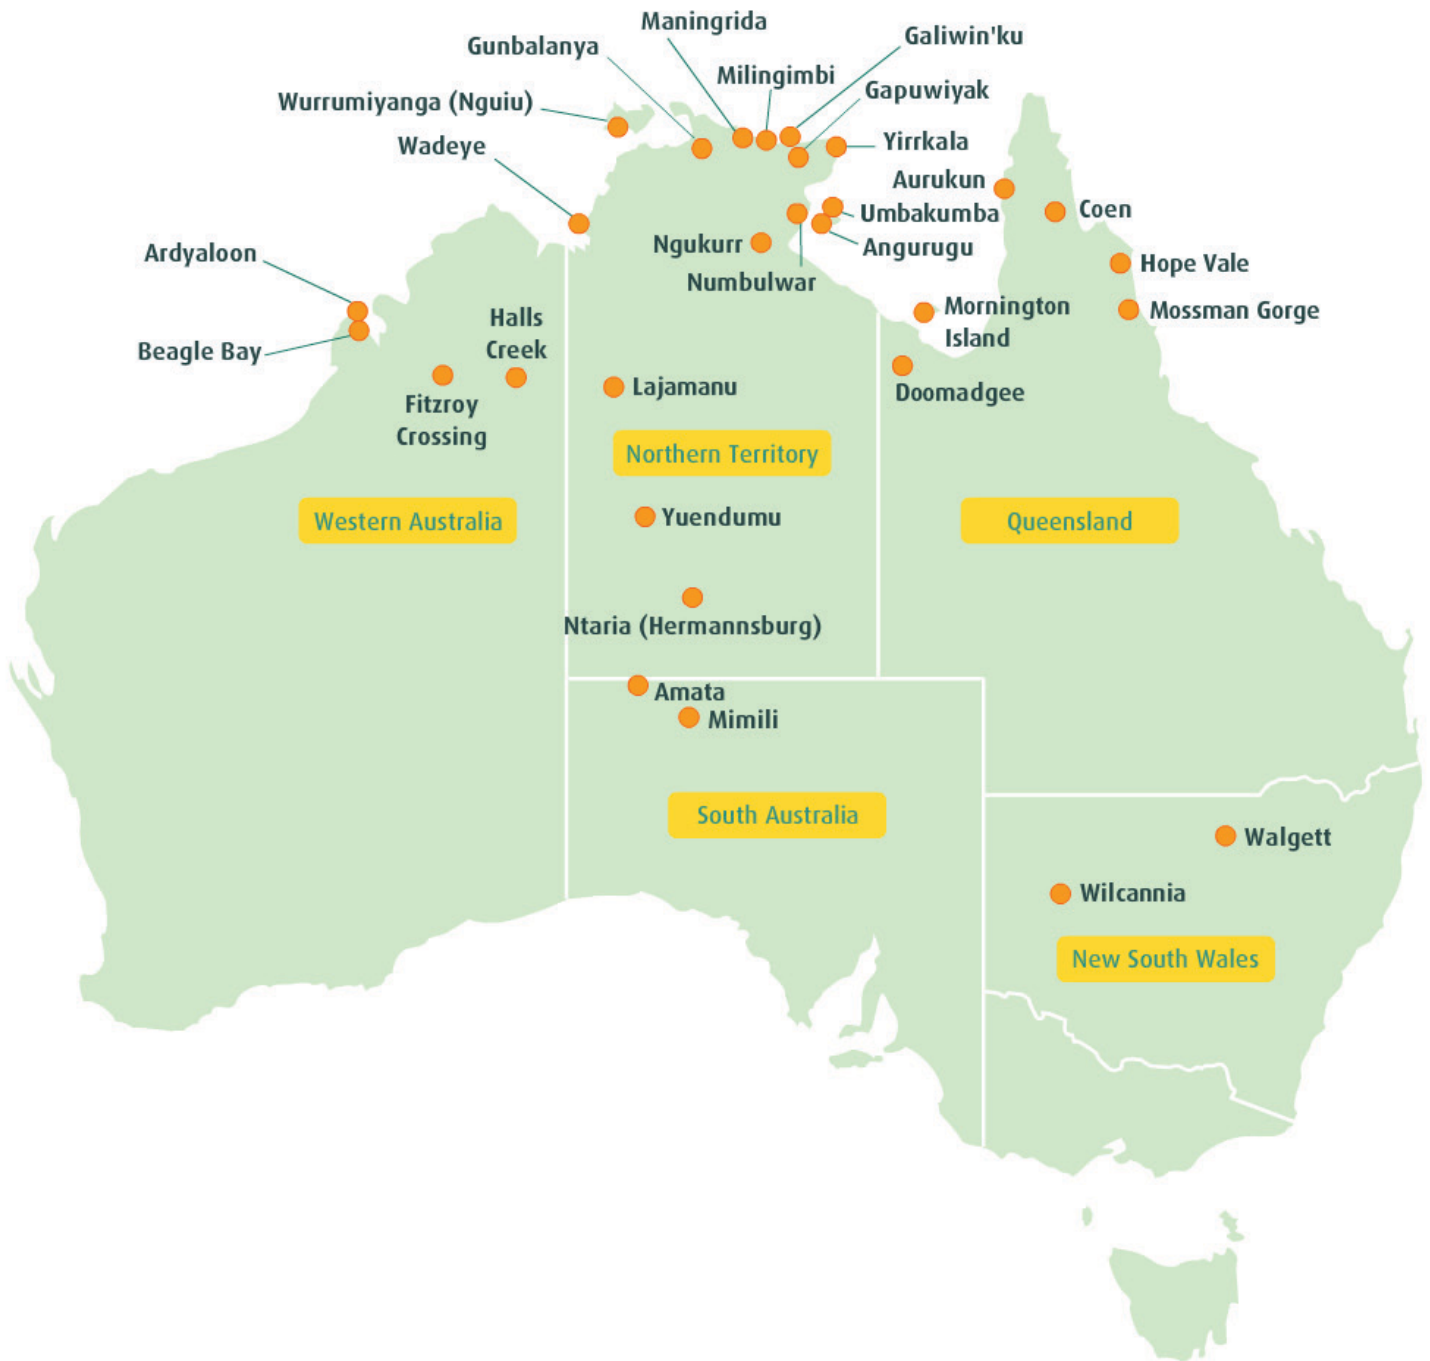 Maningrida
Galiwin'ku
Gunbalanya
Milingimbi
Gapuwiyak
Wurrumiyanga (Nguiu)
Wadeye
Yirrkala
Aurukun
Umbakumba
Coen
Ngukurr
Angurugu
Ardyaloon
Numbulwar
Hope Vale
Halls
Creek
Mornington
Island
Mossman Gorge
Beagle Bay
Lajamanu
Doomadgee
Fitzroy
Crossing
Northern Territory
Western Australia
Yuendumu
Queensland
Ntaria (Hermannsburg)
Amata
Mimili
South Australia
Walgett
Wilcannia
New South Wales